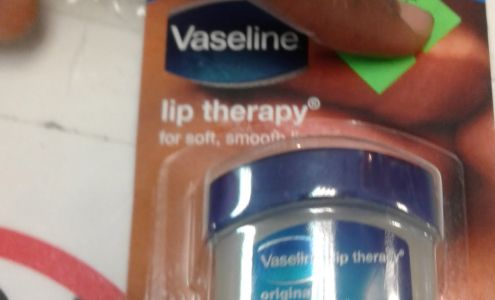 Vaseline
lip therapy®
for soft, smooth
Vaseline lip therapy®
original